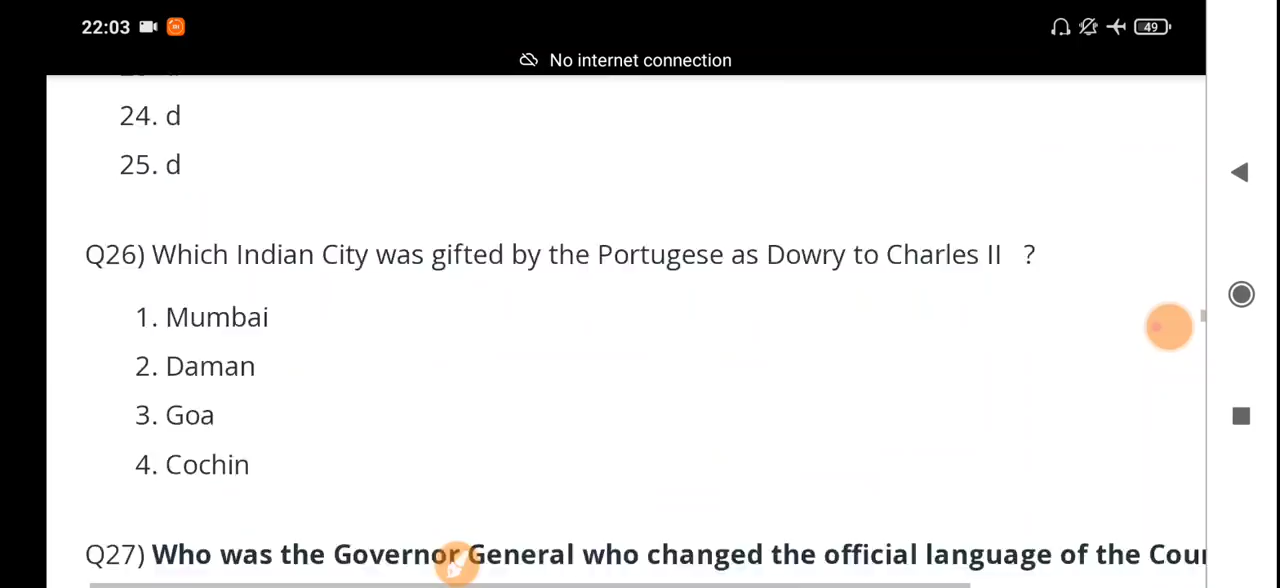 22:03
49
No internet connection
24. d
25. d
Q26) Which Indian City was gifted by the Portugese as Dowry to Charles II ?
1. Mumbai
2. Daman
3. Goa
4. Cochin
Q27) Who was the Governor General who changed the official language of the